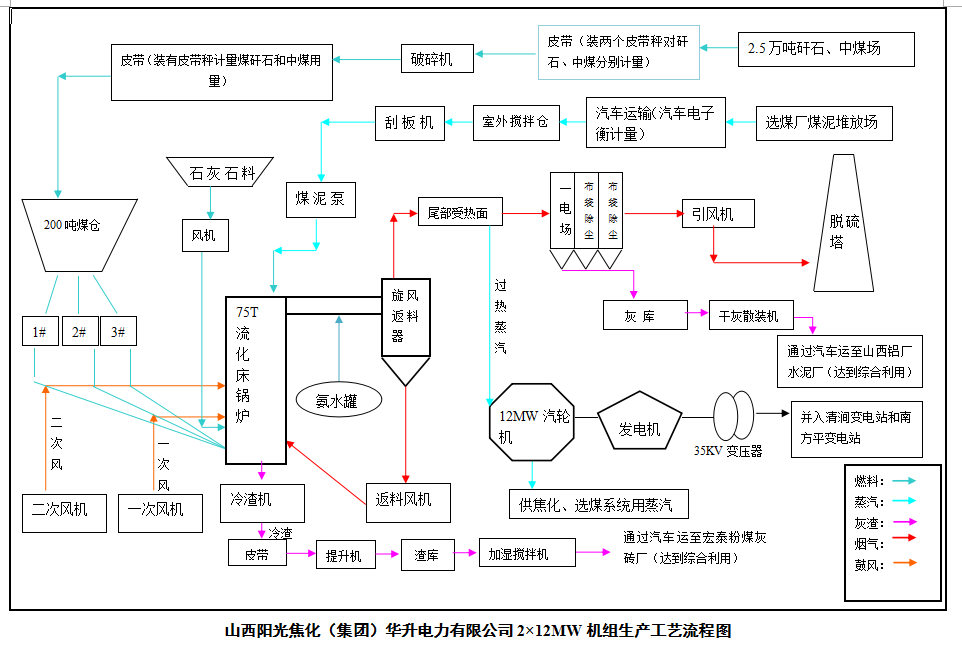 皮带（装有皮带秤计量煤矸石和中煤用
量）
破碎机
皮带（装两个皮带秤对矸
石、中煤分别计量）
2.5万吨矸石、中煤场
刮板机
室外搅拌仓
汽车运输（汽车电子
衡计量）
选煤厂煤泥堆放场
石灰石料
煤泥泵
200吨煤仓
风机
尾部受热面
一电场
布袋除尘
布袋除尘
引风机
脱硫
塔
1#
2#
3#
75T
流化床锅炉
旋风
返料
器
过热蒸汽
灰库
干灰散装机
通过汽车运至山西铝厂
水泥厂（达到综合利用）
氨水罐
12MW汽轮
机
发电机
35KV变压器
并入清涧变电站和南
方平变电站
二次风
一次风
二次风机
一次风机
冷渣机
返料风机
供焦化、选煤系统用蒸汽
冷渣
皮带
提升机
渣库
加湿搅拌机
通过汽车运至宏泰粉煤灰
砖厂（达到综合利用）
燃料：
蒸汽：
灰渣：
烟气：
鼓风：
山西阳光焦化（集团）华升电力有限公司2×12MW机组生产工艺流程图